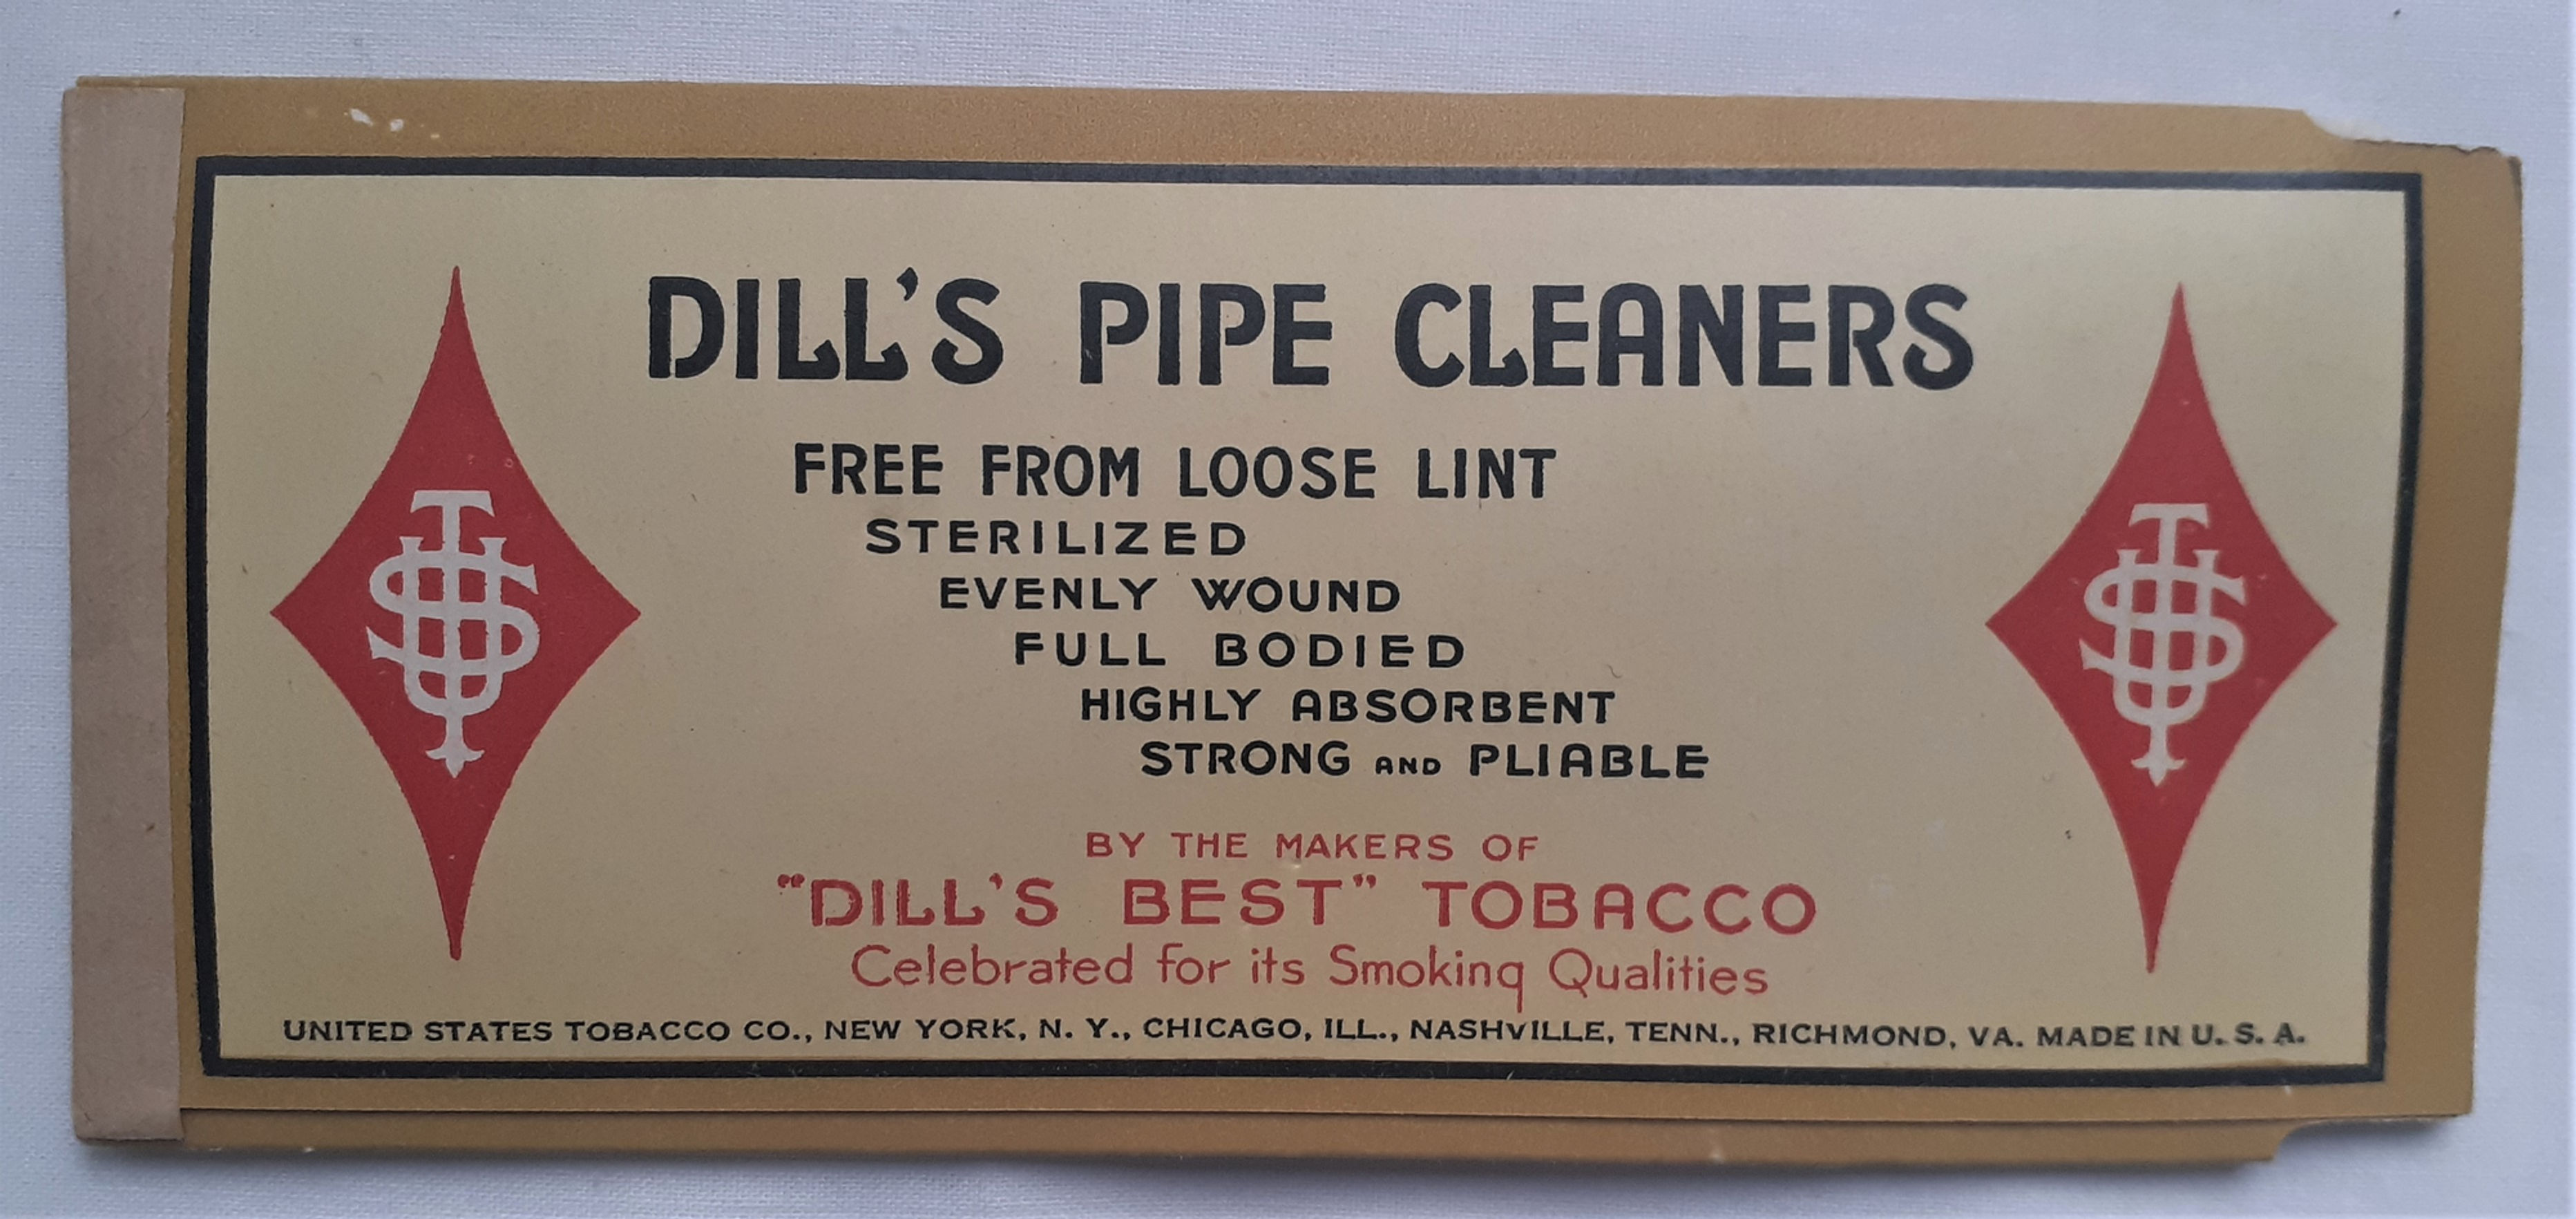 DILL'S PIPE CLEANERS
FREE FROM LOOSE LINT
STERILIZED
EVENLY WOUND
FULL BODIED
HIGHLY ABSORBENT
STRONG AND PLIABLE
BY THE MAKERS OF
"DILL'S BEST" TOBACCO
Celebrated for its Smoking Qualities
UNITED STATES TOBACCO CO., NEW YORK, N. Y., CHICAGO, ILL., NASHVILLE, TENN., RICHMOND, VA. MADE IN U. S. A.
UST
UST